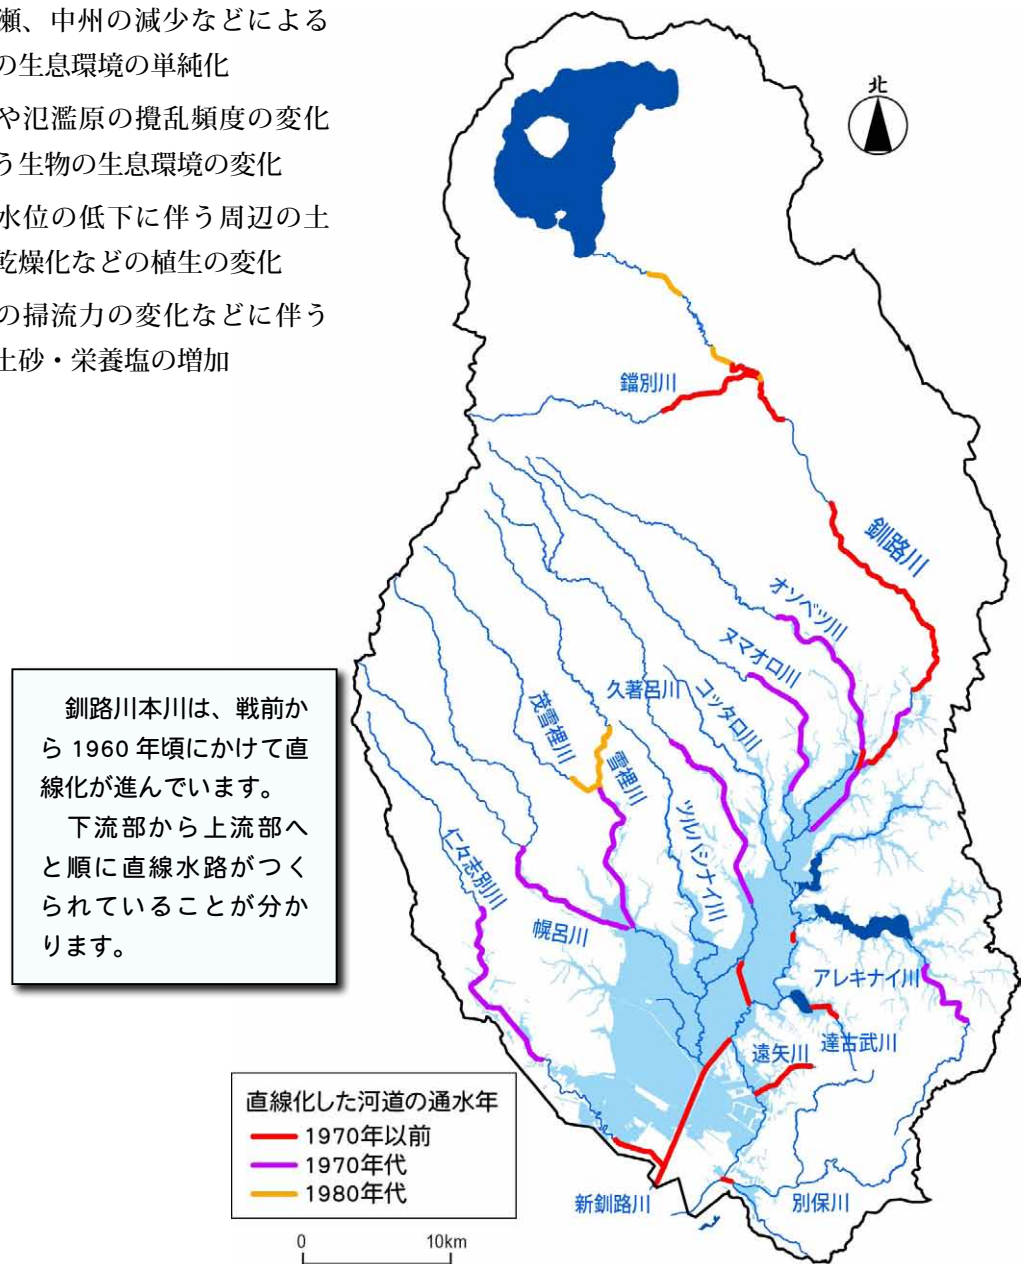 瀬、中州の減少などによる
の生息環境の単純化
や氾濫原の攪乱頻度の変化
う生物の生息環境の変化
水位の低下に伴う周辺の土
乾燥化などの植生の変化
の掃流力の変化などに伴う
土砂・栄養塩の増加
北
鐺別川
釧路川
オソベツ川
ヌマオロ川
コッタロ川
久著呂川
茂雪裡川
雪裡川
ツルハシナイ川
仁々志別川
幌呂川
アレキナイ川
達古武川
遠矢川
新釧路川
別保川
釧路川本川は、戦前か
ら 1960 年頃にかけて直
線化が進んでいます。
下流部から上流部へ
と順に直線水路がつく
られていることが分か
ります。
直線化した河道の通水年
1970年以前
1970年代
1980年代
0 10km